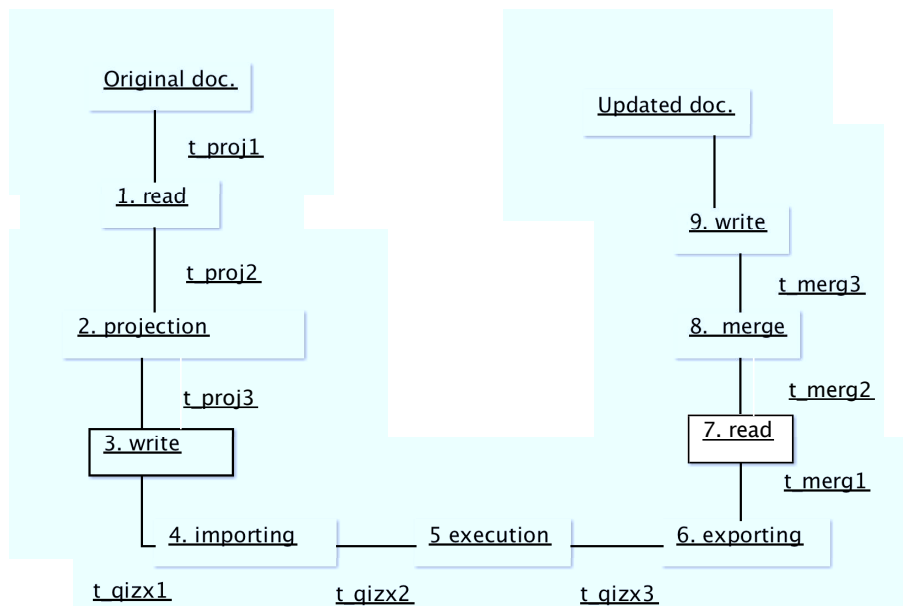 Original doc.
Updated doc.
t_proj1
1. read
9. write
t_proj2
t_merg3
2. projection
8. merge
t_proj3
t_merg2
3. write
7. read
t_merg1
4. importing
5 execution
6. exporting
t_qizx1
t_qizx2
t_qizx3